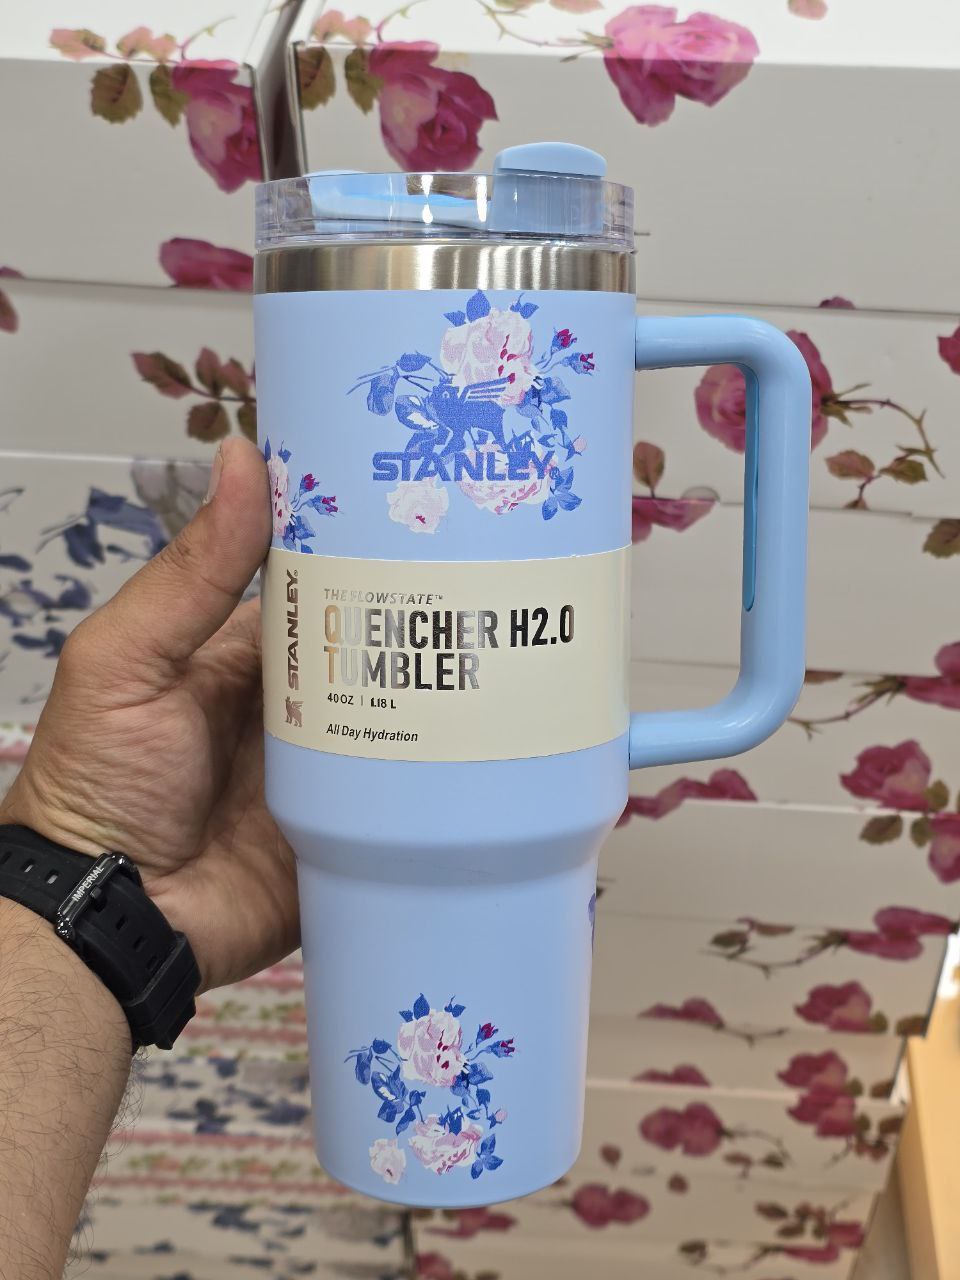 STANLEY
STANLEY®
THE FLOWSTATE™
QUENCHER H2.0
TUMBLER
40 OZ | 1.18 L
All Day Hydration
IMPERIAL